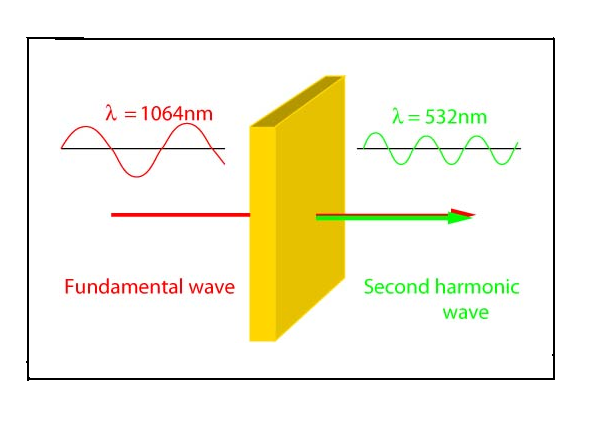 λ = 1064nm
λ = 532nm
Fundamental wave
Second harmonic
wave